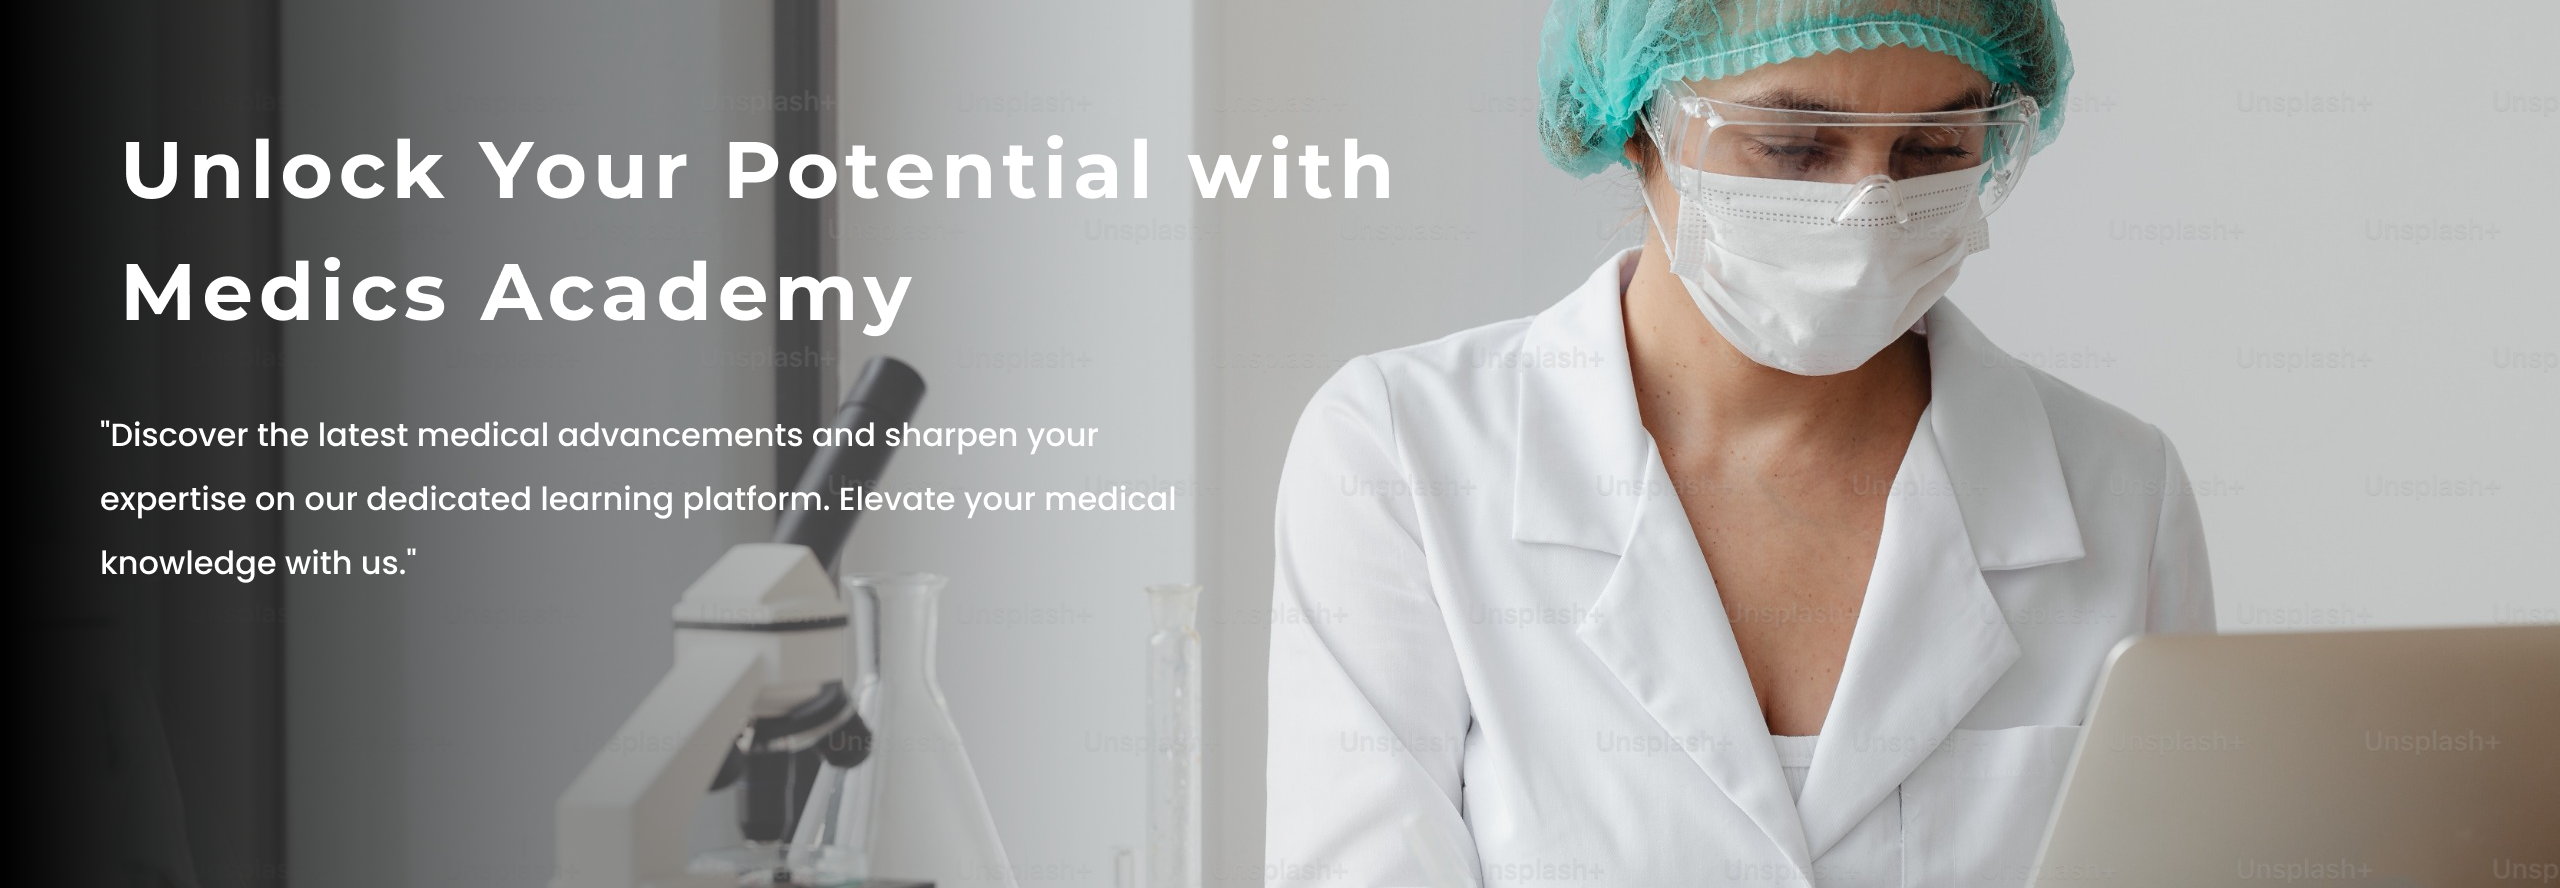 Unlock Your Potential with
Medics Academy
"Discover the latest medical advancements and sharpen your
expertise on our dedicated learning platform. Elevate your medical
knowledge with us."
Unsplash+